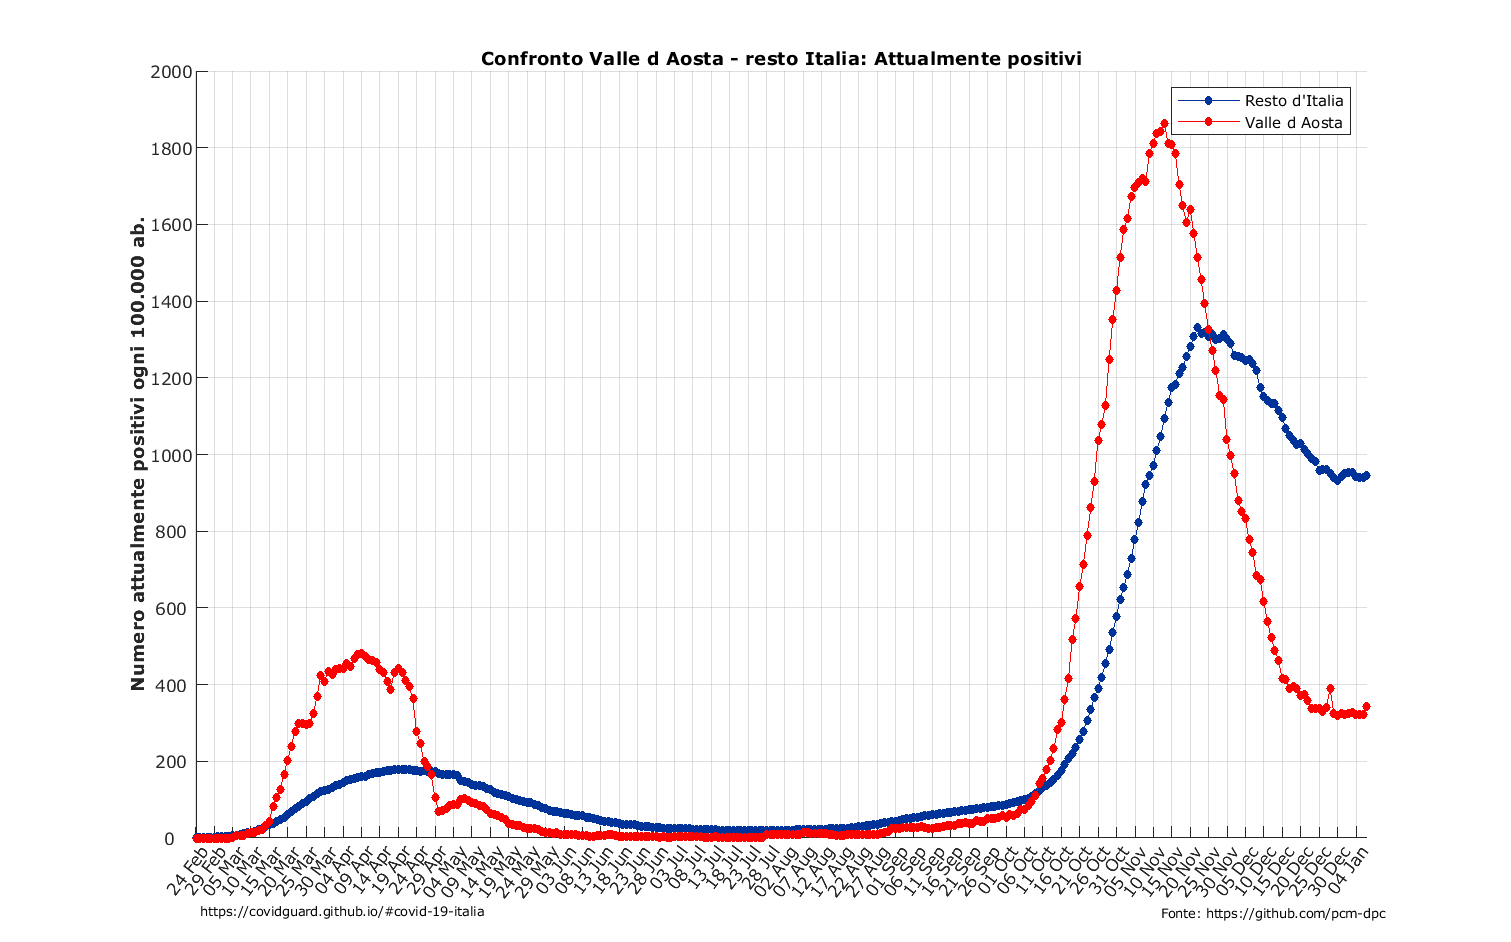 Confronto Valle d Aosta - resto Italia: Attualmente positivi
Resto d'Italia
Valle d Aosta
Numero attualmente positivi ogni 100.000 ab.
2000
1800
1600
1400
1200
1000
800
600
400
200
0
24 Feb
29 Feb
05 Mar
10 Mar
15 Mar
20 Mar
25 Mar
30 Mar
04 Apr
09 Apr
14 Apr
19 Apr
24 Apr
29 Apr
04 May
09 May
14 May
19 May
24 May
29 May
03 Jun
08 Jun
13 Jun
18 Jun
23 Jun
28 Jun
03 Jul
08 Jul
13 Jul
18 Jul
23 Jul
28 Jul
02 Aug
07 Aug
12 Aug
17 Aug
22 Aug
27 Aug
01 Sep
06 Sep
11 Sep
16 Sep
21 Sep
26 Sep
01 Oct
06 Oct
11 Oct
16 Oct
21 Oct
26 Oct
31 Oct
05 Nov
10 Nov
15 Nov
20 Nov
25 Nov
30 Nov
05 Dec
10 Dec
15 Dec
20 Dec
25 Dec
30 Dec
04 Jan
https://covidguard.github.io/#covid-19-italia
Fonte: https://github.com/pcm-dpc